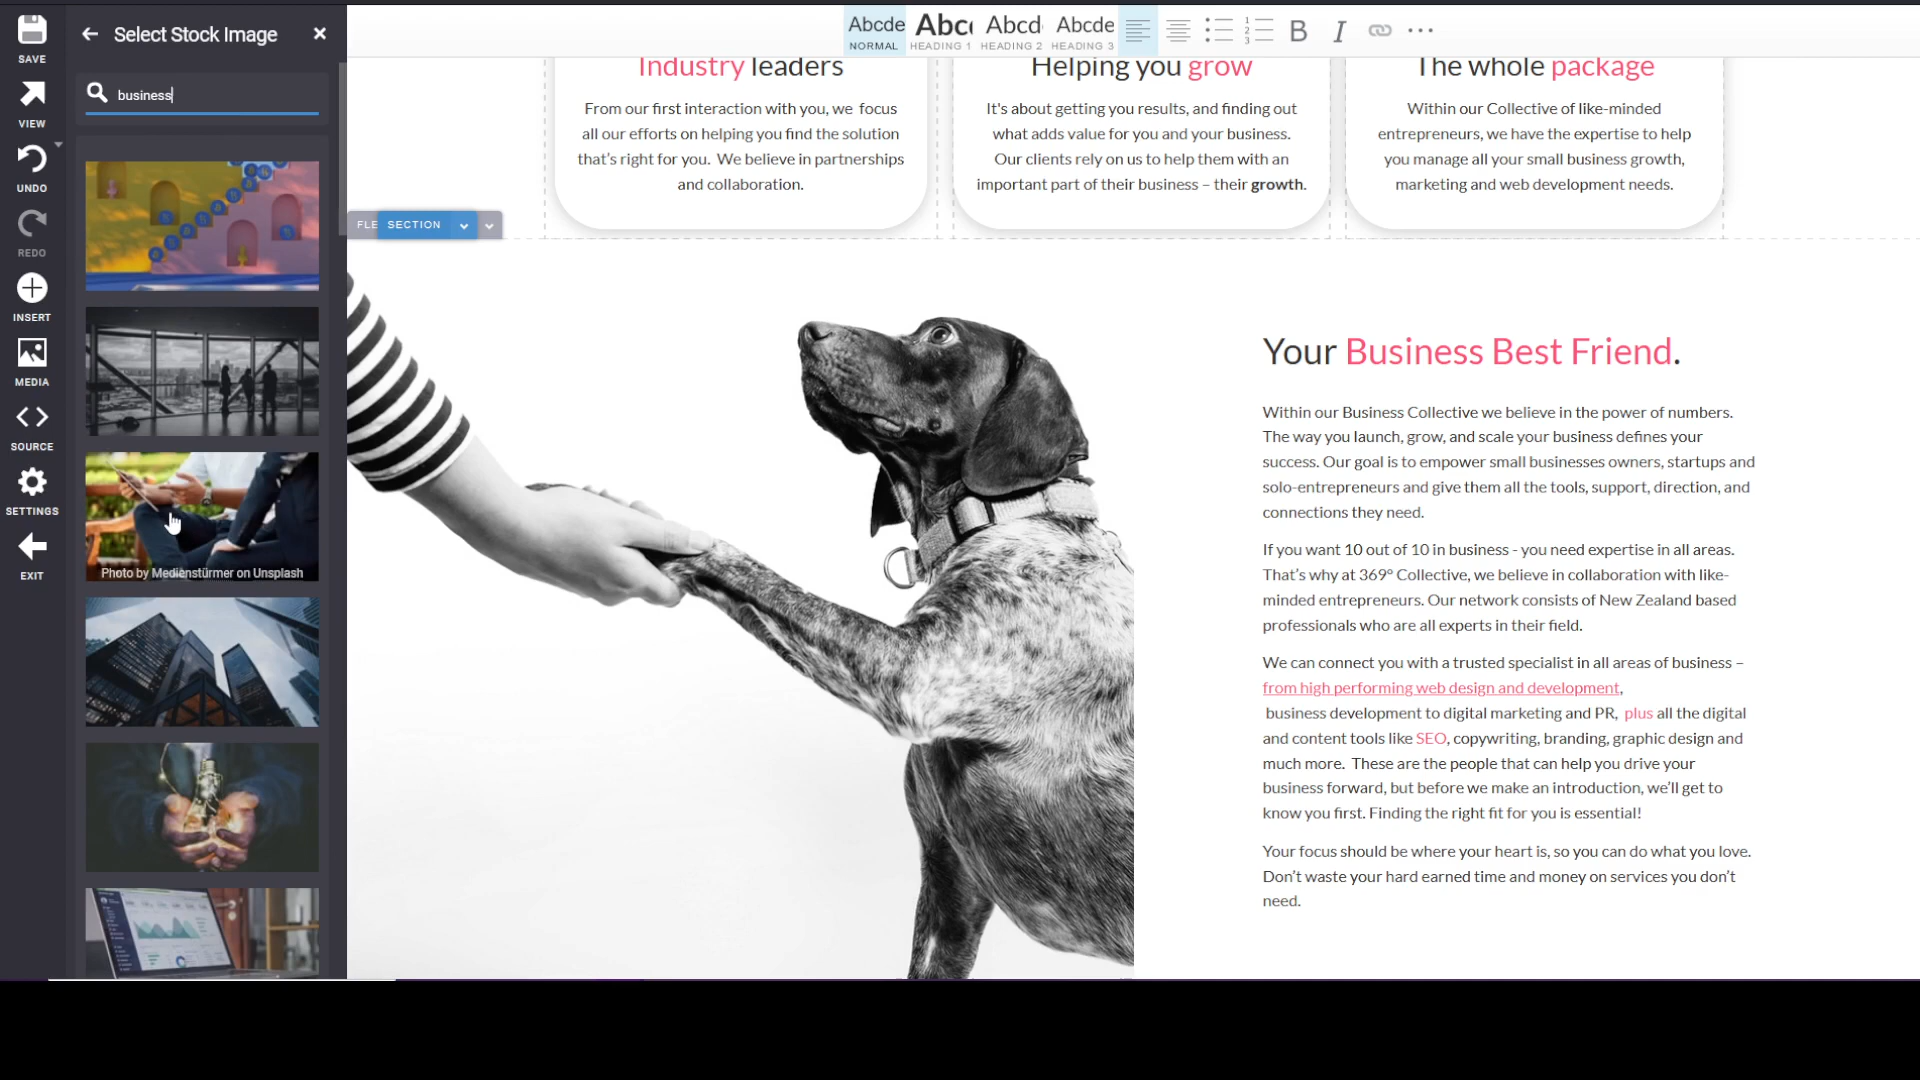 SAVE
VIEW
UNDO
REDO
INSERT
MEDIA
SOURCE
SETTINGS
EXIT
Select Stock Image
business
Photo by Medienstürmer on Unsplash
Abcde
NORMAL
Abc
HEADING 1
Abcd
HEADING 2
Abcde
HEADING 3
B
I
Industry leaders
From our first interaction with you, we focus
all our efforts on helping you find the solution
that's right for you. We believe in partnerships
and collaboration.
Helping you grow
It's about getting you results, and finding out
what adds value for you and your business.
Our clients rely on us to help them with an
important part of their business – their growth.
The whole package
Within our Collective of like-minded
entrepreneurs, we have the expertise to help
you manage all your small business growth,
marketing and web development needs.
FLE SECTION
Your Business Best Friend.
Within our Business Collective we believe in the power of numbers.
The way you launch, grow, and scale your business defines your
success. Our goal is to empower small businesses owners, startups and
solo-entrepreneurs and give them all the tools, support, direction, and
connections they need.
If you want 10 out of 10 in business - you need expertise in all areas.
That's why at 369° Collective, we believe in collaboration with like-
minded entrepreneurs. Our network consists of New Zealand based
professionals who are all experts in their field.
We can connect you with a trusted specialist in all areas of business –
from high performing web design and development,
business development to digital marketing and PR, plus all the digital
and content tools like SEO, copywriting, branding, graphic design and
much more. These are the people that can help you drive your
business forward, but before we make an introduction, we'll get to
know you first. Finding the right fit for you is essential!
Your focus should be where your heart is, so you can do what you love.
Don't waste your hard earned time and money on services you don't
need.